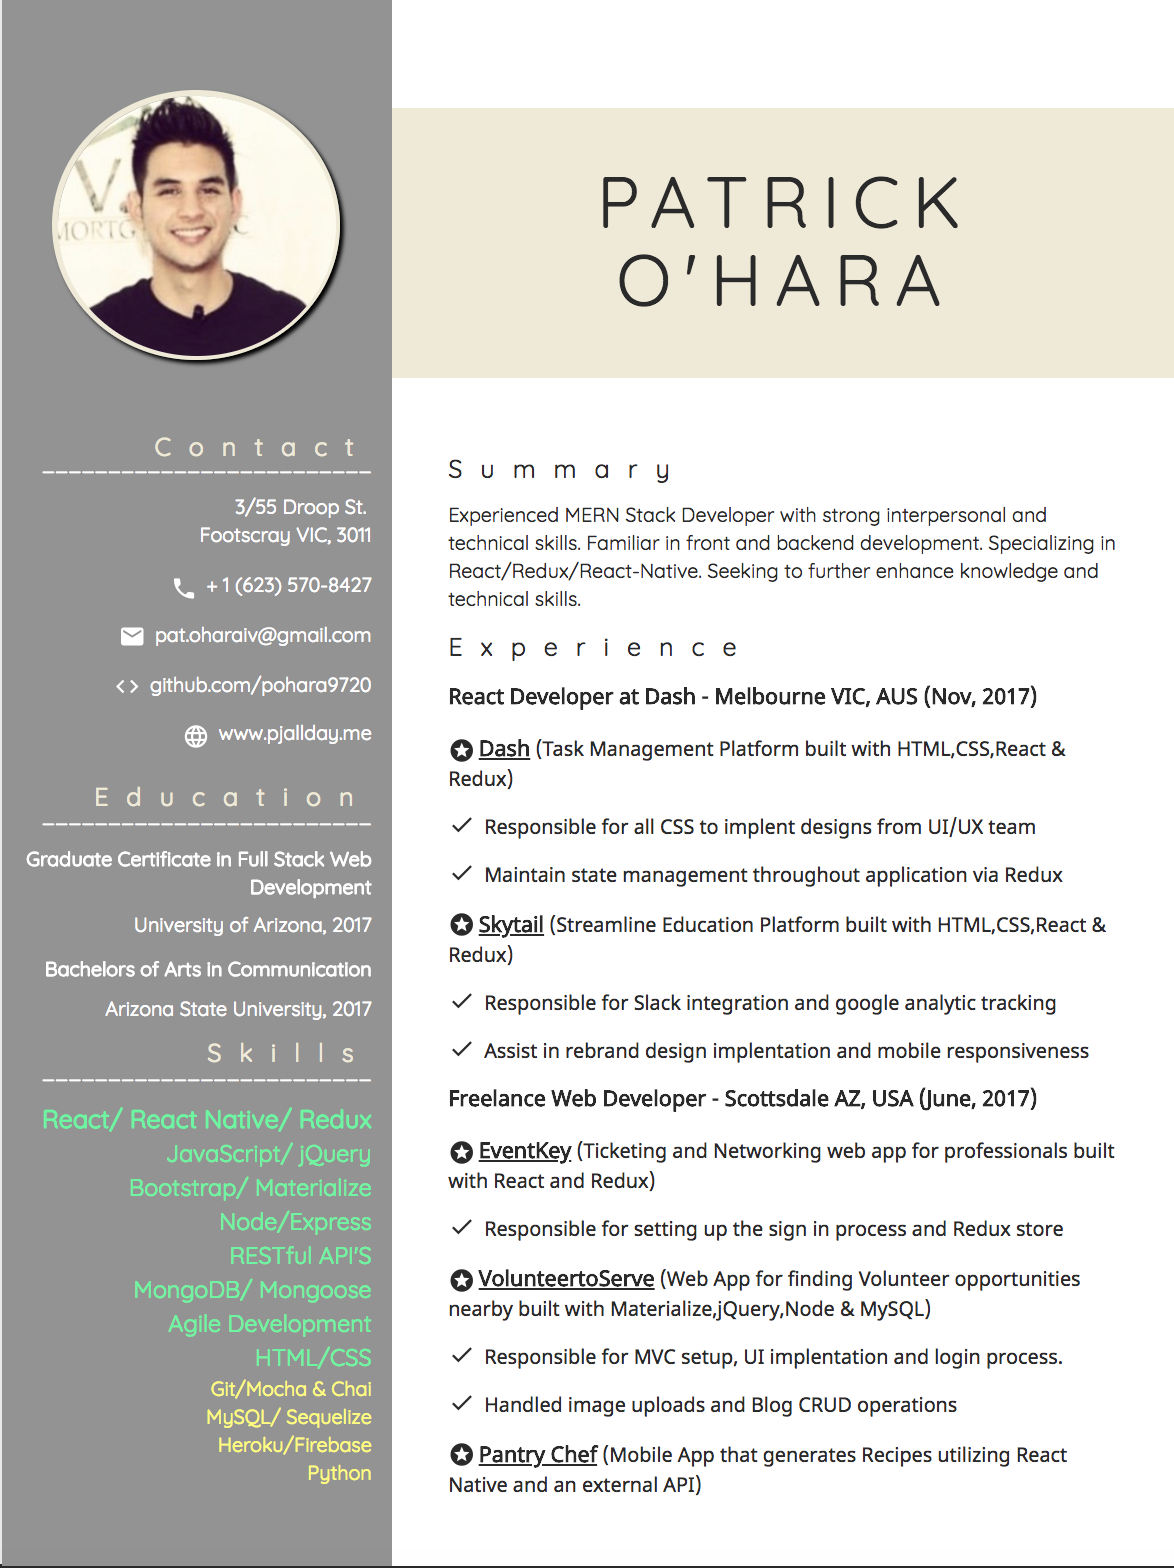 V
MORTG C
PATRICK
O'HARA
Contact
3/55 Droop St.
Footscray VIC, 3011
+ 1 (623) 570-8427
pat.oharaiv@gmail.com
<> github.com/pohara9720
www.pjallday.me
Education
Graduate Certificate in Full Stack Web
Development
University of Arizona, 2017
Bachelors of Arts in Communication
Arizona State University, 2017
Skills
React/ React Native/ Redux
JavaScript/ jQuery
Bootstrap/ Materialize
Node/Express
RESTful API'S
MongoDB/ Mongoose
Agile Development
HTML/CSS
Git/Mocha & Chai
MySQL/ Sequelize
Heroku/Firebase
Python
Summary
Experienced MERN Stack Developer with strong interpersonal and
technical skills. Familiar in front and backend development. Specializing in
React/Redux/React-Native. Seeking to further enhance knowledge and
technical skills.
Experience
React Developer at Dash - Melbourne VIC, AUS (Nov, 2017)
Dash (Task Management Platform built with HTML,CSS,React &
Redux)
Responsible for all CSS to implent designs from UI/UX team
Maintain state management throughout application via Redux
Skytail (Streamline Education Platform built with HTML,CSS,React &
Redux)
Responsible for Slack integration and google analytic tracking
Assist in rebrand design implentation and mobile responsiveness
Freelance Web Developer - Scottsdale AZ, USA (June, 2017)
EventKey (Ticketing and Networking web app for professionals built
with React and Redux)
Responsible for setting up the sign in process and Redux store
VolunteertoServe (Web App for finding Volunteer opportunities
nearby built with Materialize,jQuery,Node & MySQL)
Responsible for MVC setup, UI implentation and login process.
Handled image uploads and Blog CRUD operations
Pantry Chef (Mobile App that generates Recipes utilizing React
Native and an external API)